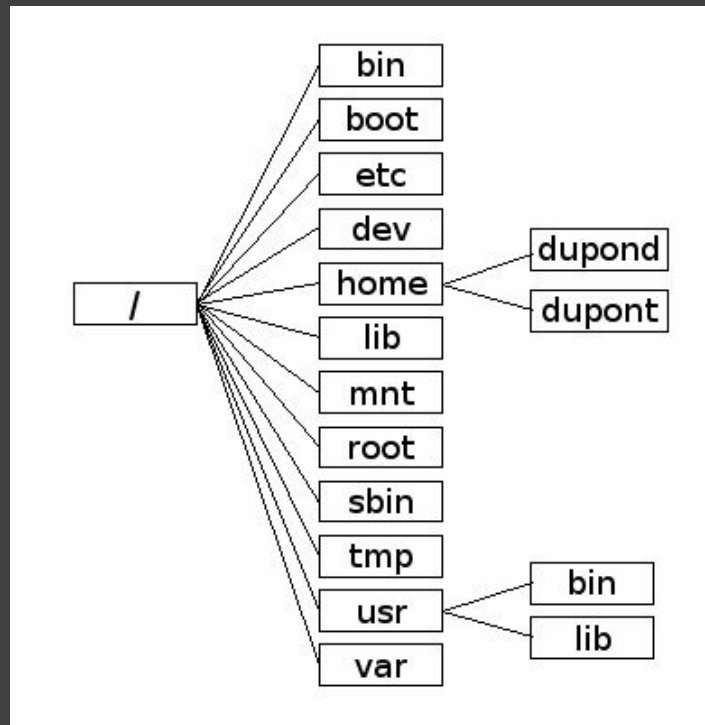 /
bin
boot
etc
dev
home
lib
mnt
root
sbin
tmp
usr
var
dupond
dupont
bin
lib